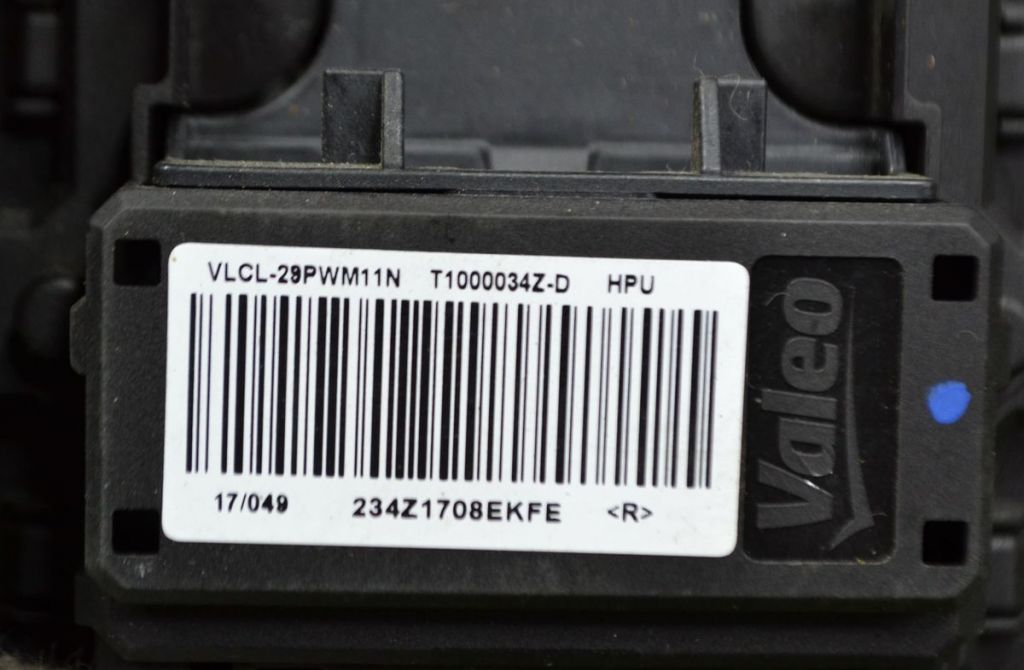 VLCL-29PWM11N T1000034Z-D HPU
17/049 234Z1708EKFE <R>
Valeo